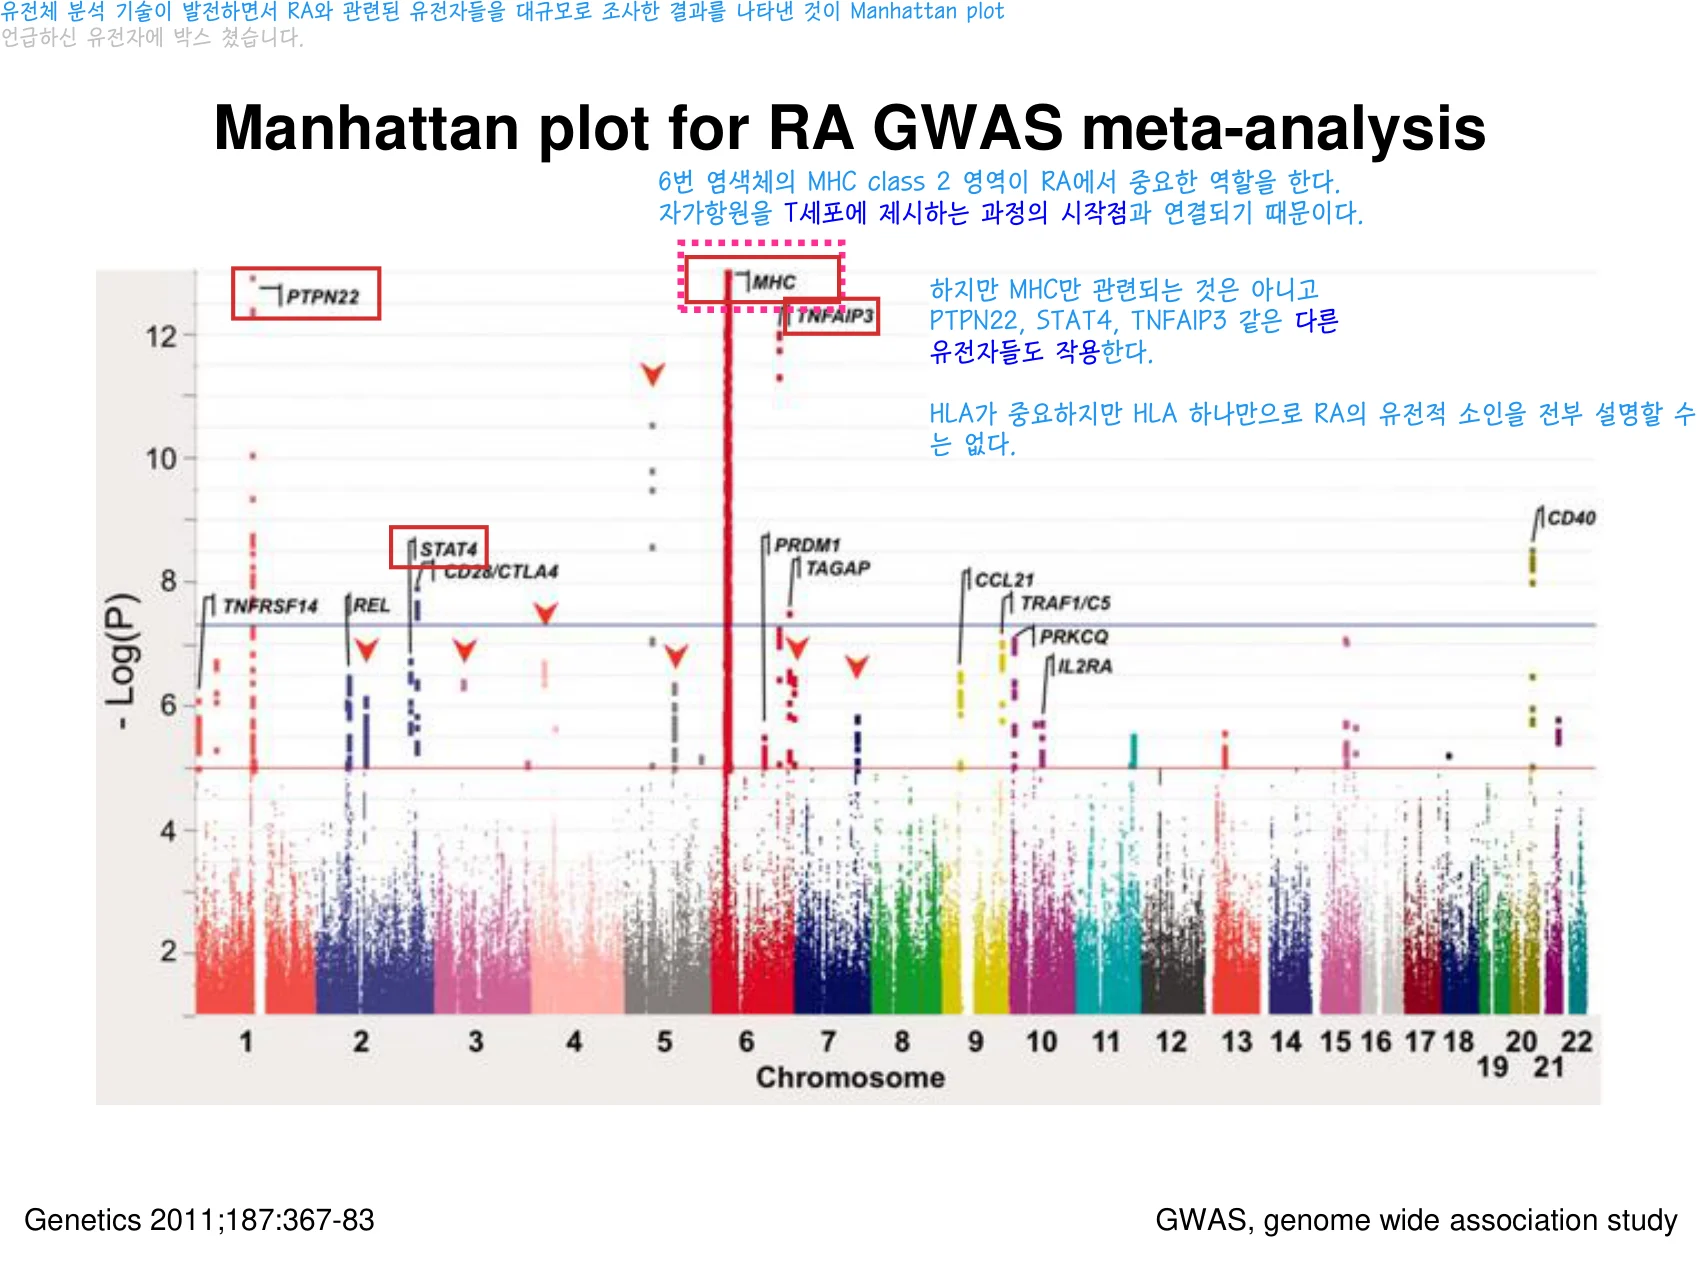 유전체 분석 기술이 발전하면서 RA와 관련된 유전자들을 대규모로 조사한 결과를 나타낸 것이 Manhattan plot
언급하신 유전자에 박스 쳤습니다.
Manhattan plot for RA GWAS meta-analysis
6번 염색체의 MHC class 2 영역이 RA에서 중요한 역할을 한다.
자가항원을 T세포에 제시하는 과정의 시작점과 연결되기 때문이다.
하지만 MHC만 관련되는 것은 아니고
PTPN22, STAT4, TNFAIP3 같은 다른
유전자들도 작용한다.
HLA가 중요하지만 HLA 하나만으로 RA의 유전적 소인을 전부 설명할 수
는 없다.
PTPN22
MHC
TNFAIP3
STAT4
CD28/CTLA4
TNFRSF14
REL
PRDM1
TAGAP
CCL21
TRAF1/C5
PRKCQ
IL2RA
CD40
- Log(P)
12
10
8
6
4
2
1 2 3 4 5 6 7 8 9 10 11 12 13 14 15 16 17 18 20 22
19 21
Chromosome
Genetics 2011;187:367-83
GWAS, genome wide association study